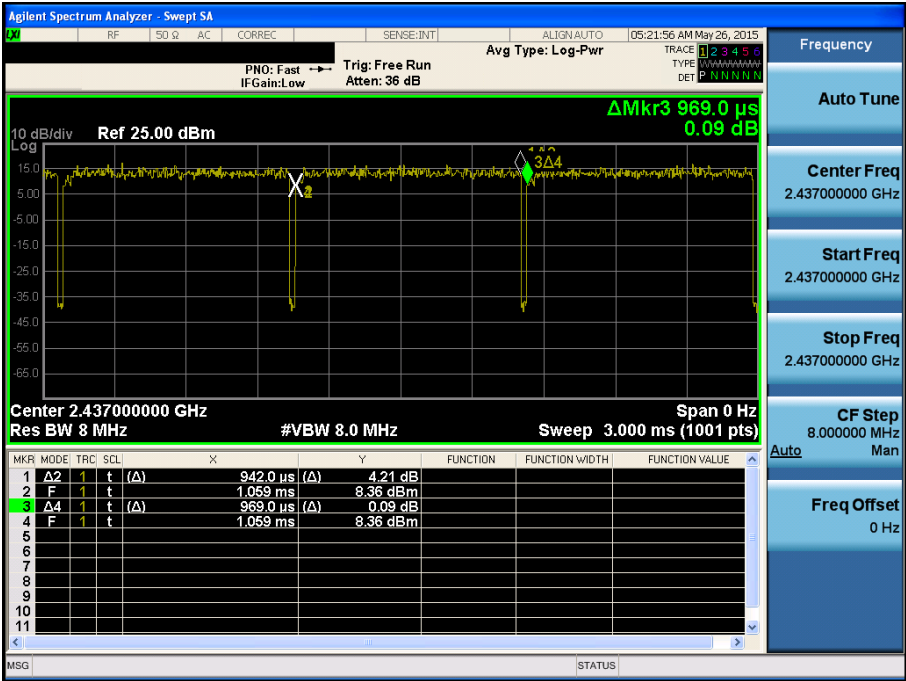 Agilent Spectrum Analyzer - Swept SA
LXI RF 50 Ω AC CORREC SENSE:INT ALIGN AUTO 05:21:56 AM May 26, 2015
Frequency
Avg Type: Log-Pwr
TRACE 1 2 3 4 5 6
PNO: Fast Trig: Free Run
TYPE WWWWWW
IFGain:Low Atten: 36 dB
DET P N N N N N
Auto Tune
ΔMkr3 969.0 µs
0.09 dB
10 dB/div Ref 25.00 dBm
Log
15.0
5.00
-5.00
-15.0
-25.0
-35.0
-45.0
-55.0
-65.0
3Δ4
2
Center Freq
2.437000000 GHz
Start Freq
2.437000000 GHz
Stop Freq
2.437000000 GHz
Center 2.437000000 GHz Span 0 Hz
Res BW 8 MHz #VBW 8.0 MHz Sweep 3.000 ms (1001 pts)
CF Step
8.000000 MHz
Auto Man
MKR MODE TRC SCL X Y FUNCTION FUNCTION WIDTH FUNCTION VALUE
1 Δ2 1 t (Δ) 942.0 µs (Δ) 4.21 dB
2 F 1 t 1.059 ms 8.36 dBm
3 Δ4 1 t (Δ) 969.0 µs (Δ) 0.09 dB
4 F 1 t 1.059 ms 8.36 dBm
5
6
7
8
9
10
11
Freq Offset
0 Hz
MSG STATUS